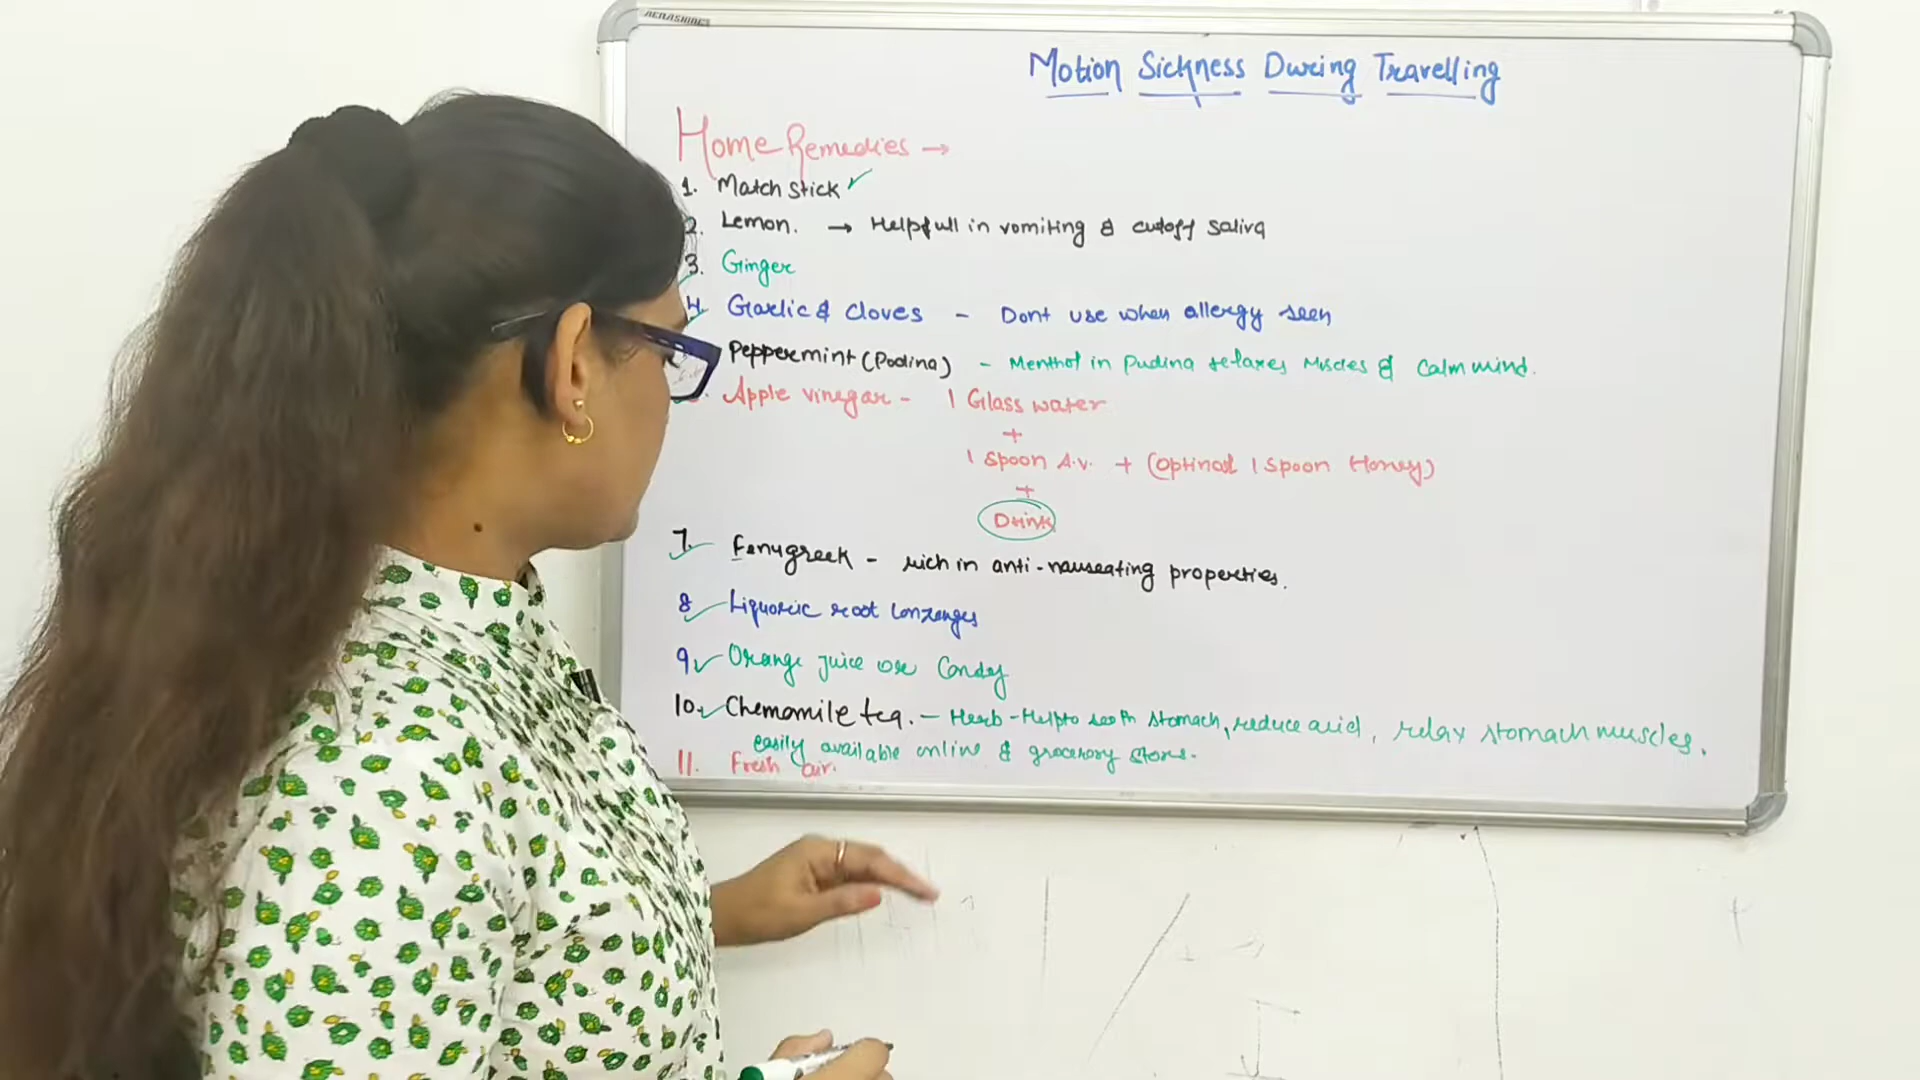 Motion Sickness During Travelling
Home Remedies →
1. Match stick ✓
2. Lemon. → Helpfull in vomiting & cutoff saliva
3. Ginger
4. Garlic & Cloves - Dont use when allergy seen
Peppermint (Podina) - Menthol in Pudina relaxes Muscles & Calm mind.
Apple vinegar - 1 Glass water
+
1 spoon A.V. + (Optinal 1 spoon Honey)
+
Drink
7. Fenugreek - rich in anti-nauseating properties.
8 Liquoric root lonzenges
9 Orange juice or Candy
10. Chemomile tea. - Herb - Help to sooth stomach, reduce acid, relax stomach muscles.
easily available online & grocerory stores.
11. Fresh air.